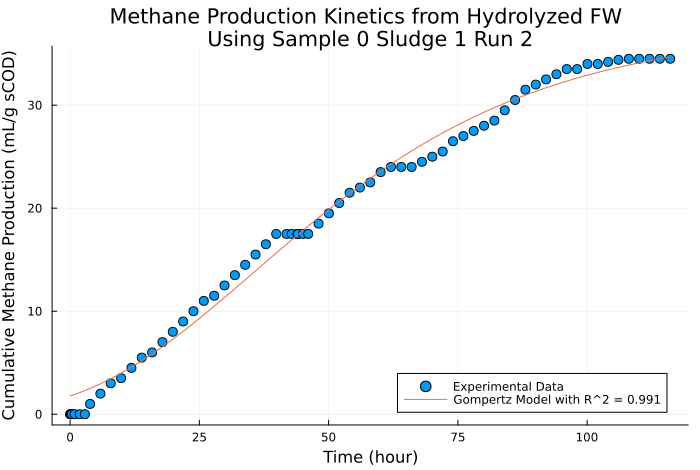 Methane Production Kinetics from Hydrolyzed FW
Using Sample 0 Sludge 1 Run 2
Cumulative Methane Production (mL/g sCOD)
30
20
10
0
Experimental Data
Gompertz Model with R^2 = 0.991
0 25 50 75 100
Time (hour)